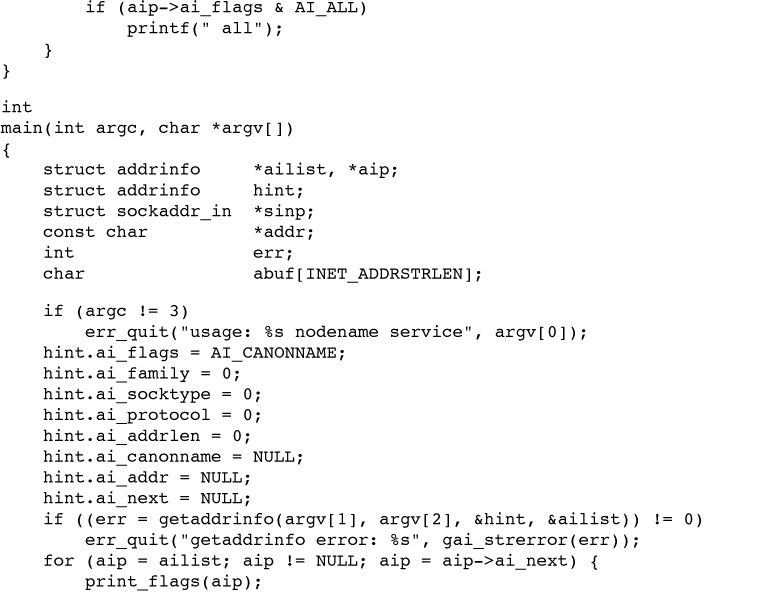 if (aip->ai_flags & AI_ALL)
            printf(" all");
    }
}

int
main(int argc, char *argv[])
{
    struct addrinfo     *ailist, *aip;
    struct addrinfo     hint;
    struct sockaddr_in  *sinp;
    const char          *addr;
    int                 err;
    char                abuf[INET_ADDRSTRLEN];

    if (argc != 3)
        err_quit("usage: %s nodename service", argv[0]);
    hint.ai_flags = AI_CANONNAME;
    hint.ai_family = 0;
    hint.ai_socktype = 0;
    hint.ai_protocol = 0;
    hint.ai_addrlen = 0;
    hint.ai_canonname = NULL;
    hint.ai_addr = NULL;
    hint.ai_next = NULL;
    if ((err = getaddrinfo(argv[1], argv[2], &hint, &ailist)) != 0)
        err_quit("getaddrinfo error: %s", gai_strerror(err));
    for (aip = ailist; aip != NULL; aip = aip->ai_next) {
        print_flags(aip);